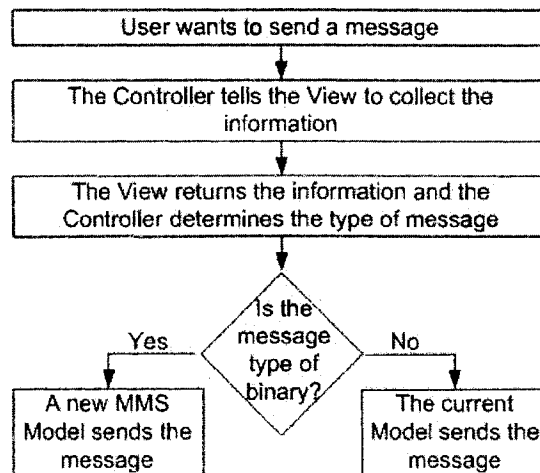 User wants to send a message
The Controller tells the View to collect the
information
The View returns the information and the
Controller determines the type of message
Is the
message
type of
binary?
Yes
No
A new MMS
Model sends the
message
The current
Model sends the
message